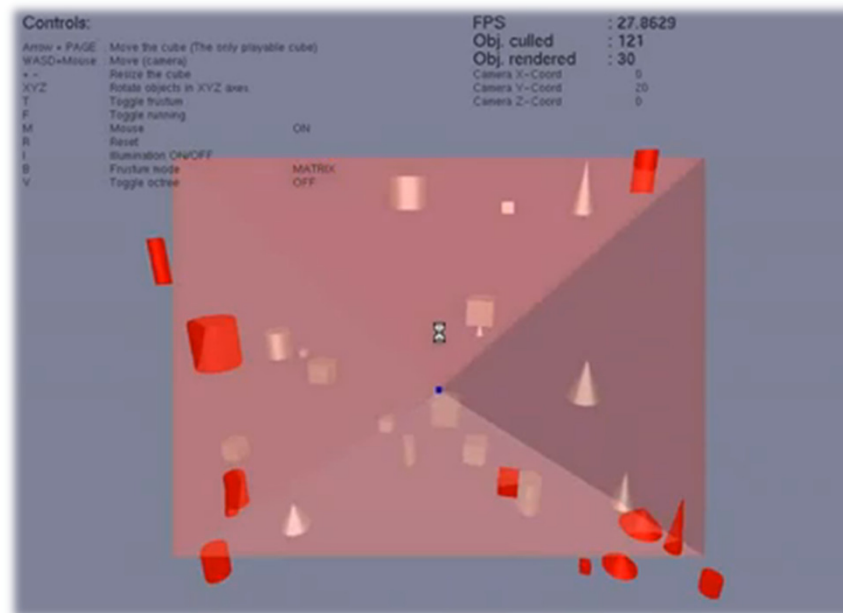 Controls:
Arrow + PAGE : Move the cube (The only playable cube)
WASD+Mouse : Move (camera)
+ - : Resize the cube
XYZ : Rotate objects in XYZ axes
T : Toggle frustum
F : Toggle running
M : Mouse ON
R : Reset
I : Illumination ON/OFF
B : Frustum mode MATRIX
V : Toggle octree OFF
FPS : 27.8629
Obj. culled : 121
Obj. rendered : 30
Camera X-Coord 0
Camera Y-Coord 20
Camera Z-Coord 0